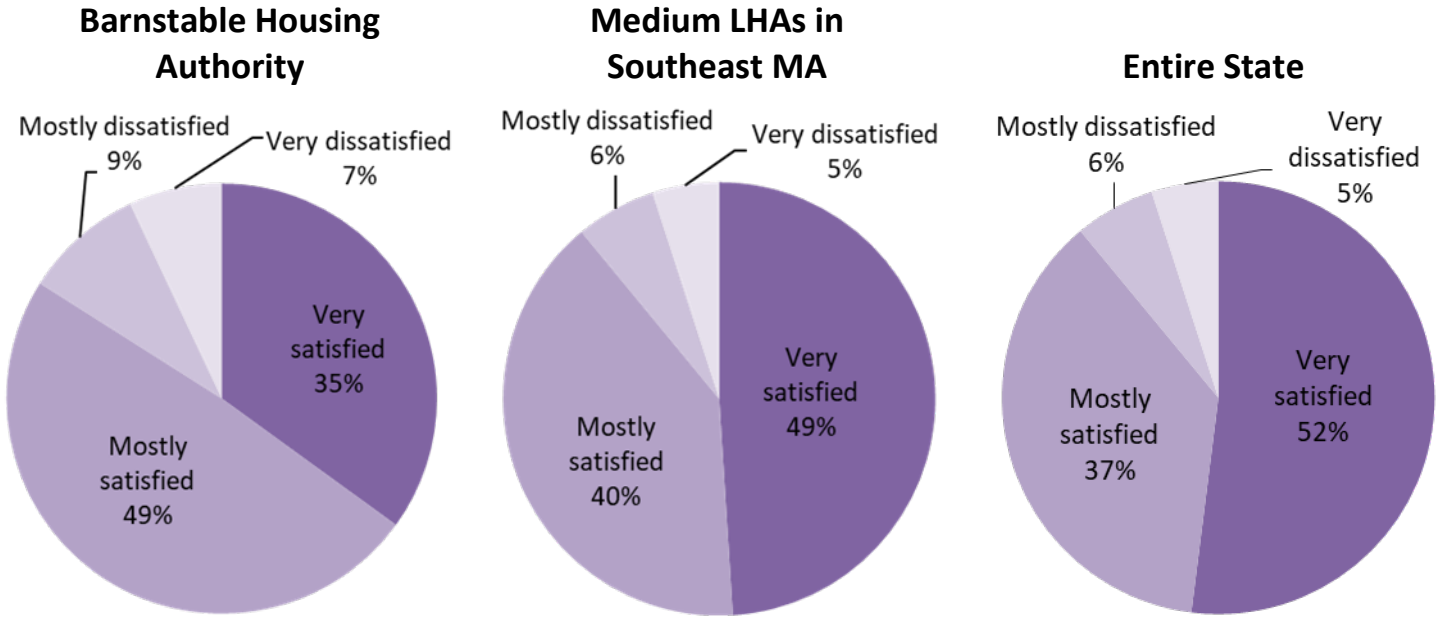 Barnstable Housing
Authority
Mostly dissatisfied
9%
Very dissatisfied
7%
Very
satisfied
35%
Mostly
satisfied
49%
Medium LHAs in
Southeast MA
Mostly dissatisfied
6%
Very dissatisfied
5%
Very
satisfied
49%
Mostly
satisfied
40%
Entire State
Mostly dissatisfied
6%
Very
dissatisfied
5%
Very
satisfied
52%
Mostly
satisfied
37%